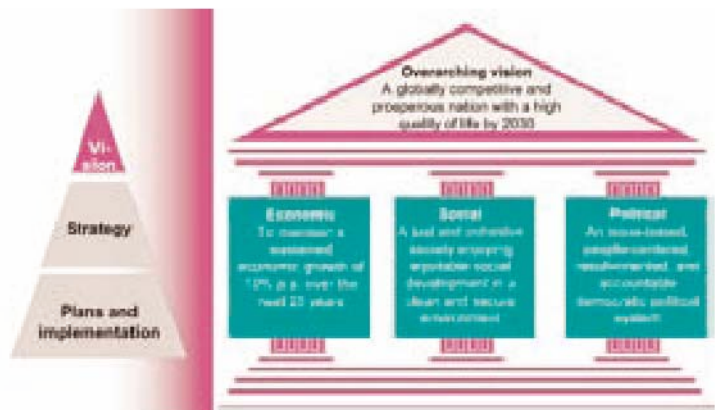 Vi-
sion
Strategy
Plans and
implementation
Overarching vision
A globally competitive and
prosperous nation with a high
quality of life by 2030
Economic
To maintain a
sustained
economic growth of
10% p.a. over the
next 25 years
Social
A just and cohesive
society enjoying
equitable social
development in a
clean and secure
environment
Political
An issue-based,
people-centered,
result-oriented, and
accountable
democratic political
system